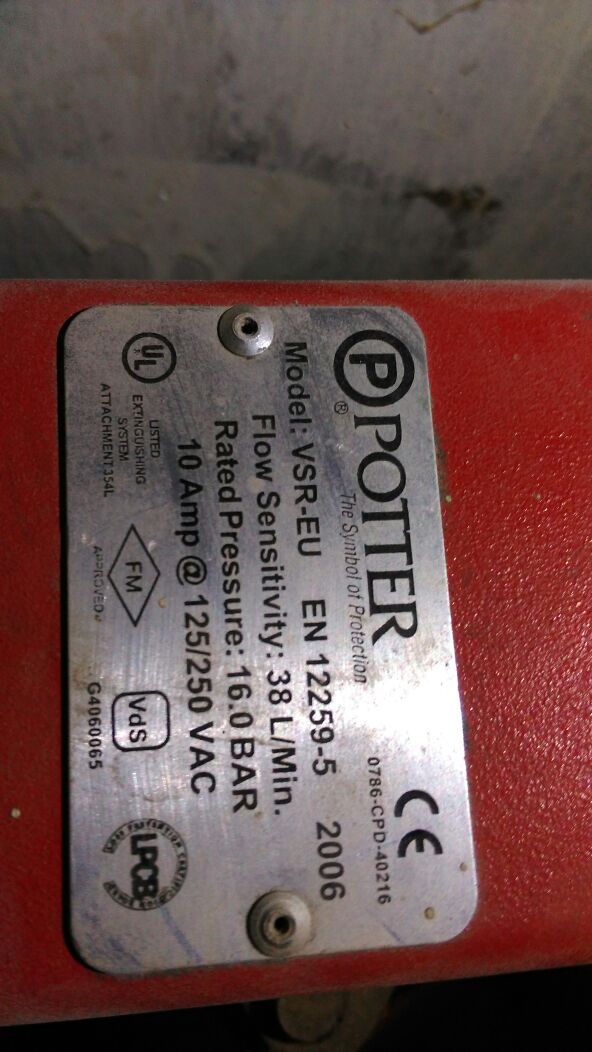 P POTTER
®
The Symbol of Protection
CE
0786-CPD-40216
Model: VSR-EU EN 12259-5 2006
Flow Sensitivity: 38 L/Min.
Rated Pressure: 16.0 BAR
10 Amp @ 125/250 VAC
UL
LISTED
EXTINGUISHING
SYSTEM
ATTACHMENT 354L
FM
APPROVED
VdS
G4060065
LPCB